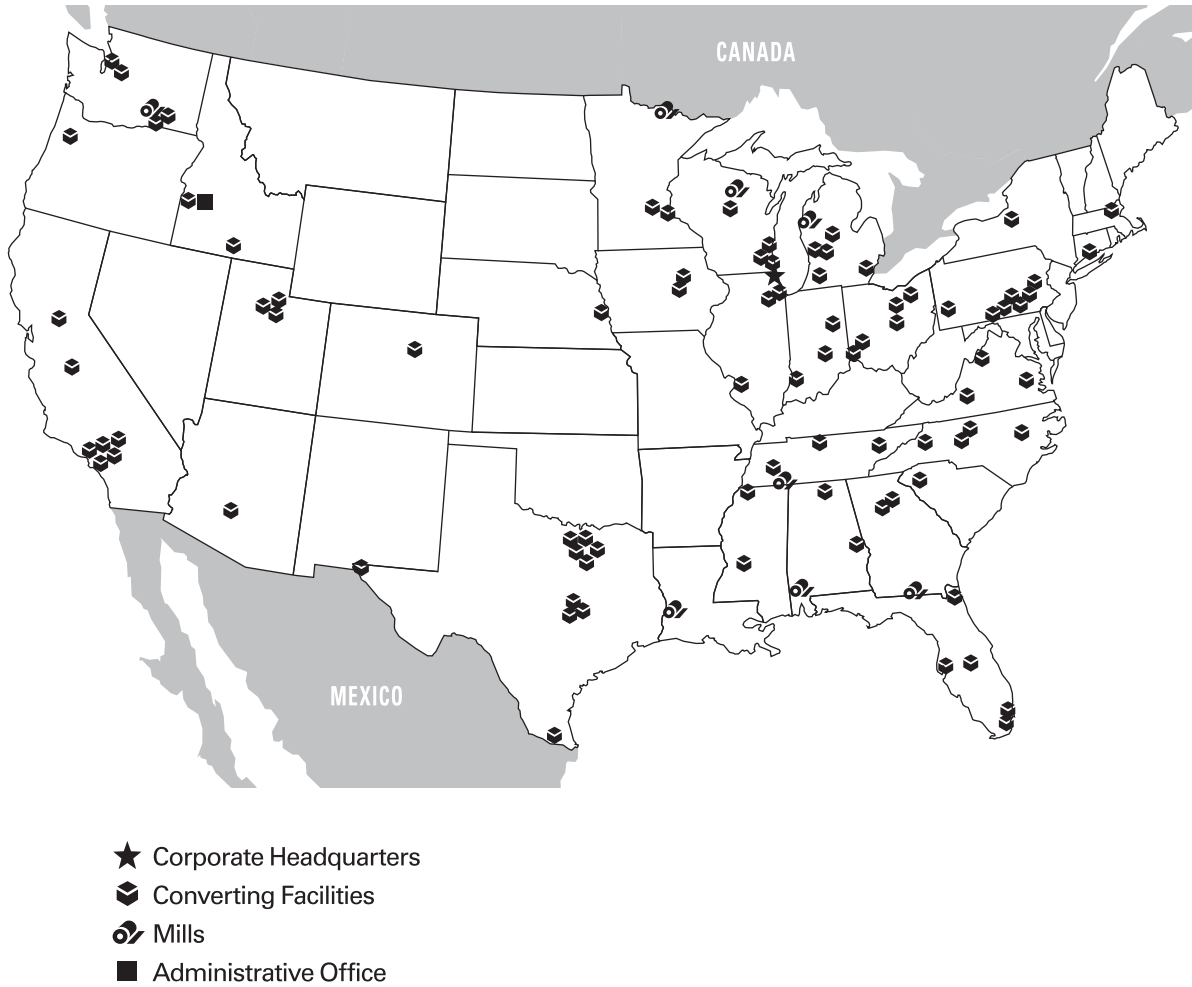 CANADA
MEXICO
Corporate Headquarters
Converting Facilities
Mills
Administrative Office